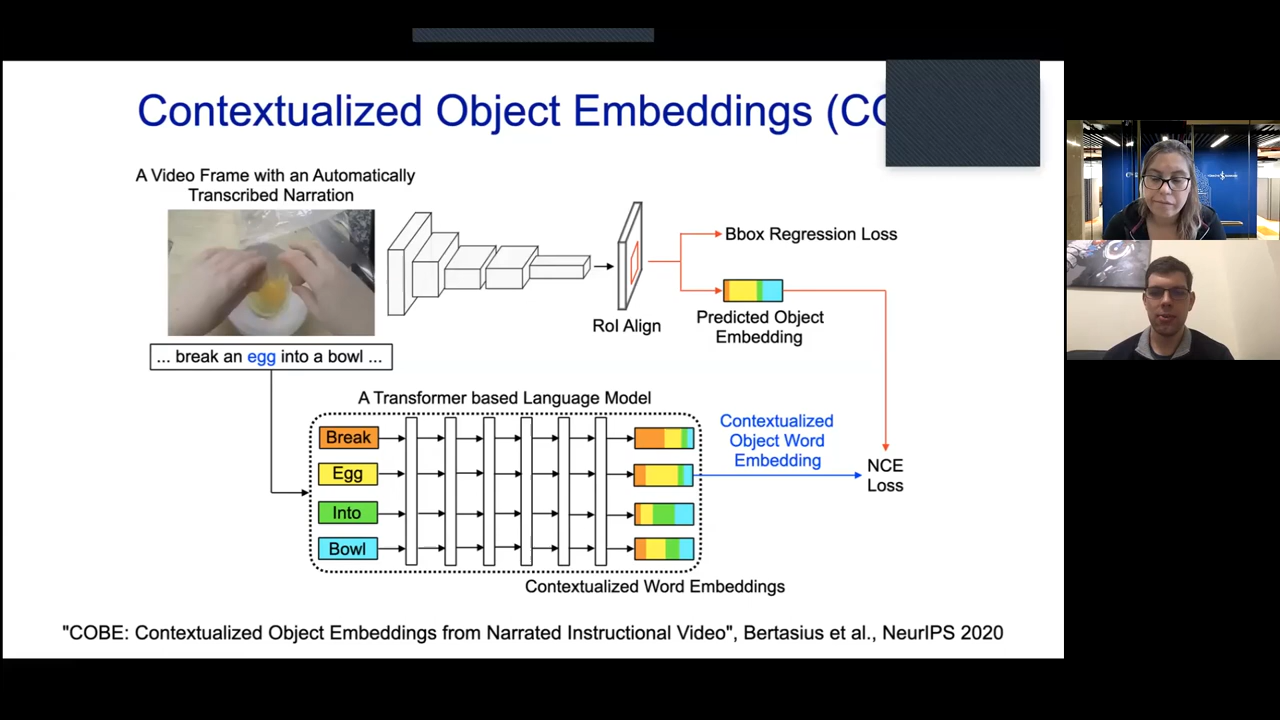 Contextualized Object Embeddings (CO
A Video Frame with an Automatically
Transcribed Narration
... break an egg into a bowl ...
RoI Align
Bbox Regression Loss
Predicted Object
Embedding
A Transformer based Language Model
Break
Egg
Into
Bowl
Contextualized
Object Word
Embedding
NCE
Loss
Contextualized Word Embeddings
"COBE: Contextualized Object Embeddings from Narrated Instructional Video", Bertasius et al., NeurIPS 2020